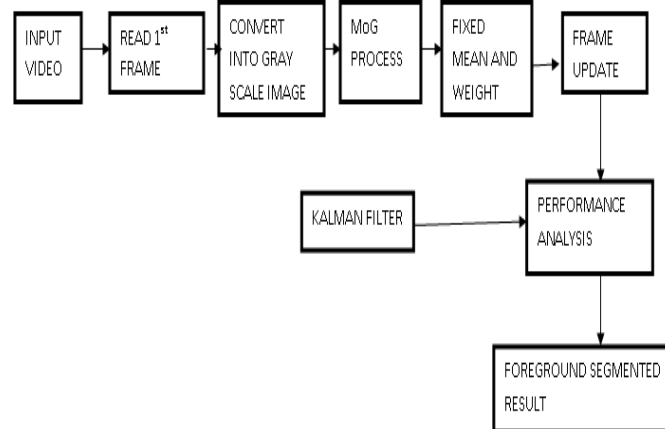 INPUT
VIDEO
READ 1st
FRAME
CONVERT
INTO GRAY
SCALE IMAGE
MoG
PROCESS
FIXED
MEAN AND
WEIGHT
FRAME
UPDATE
KALMAN FILTER
PERFORMANCE
ANALYSIS
FOREGROUND SEGMENTED
RESULT